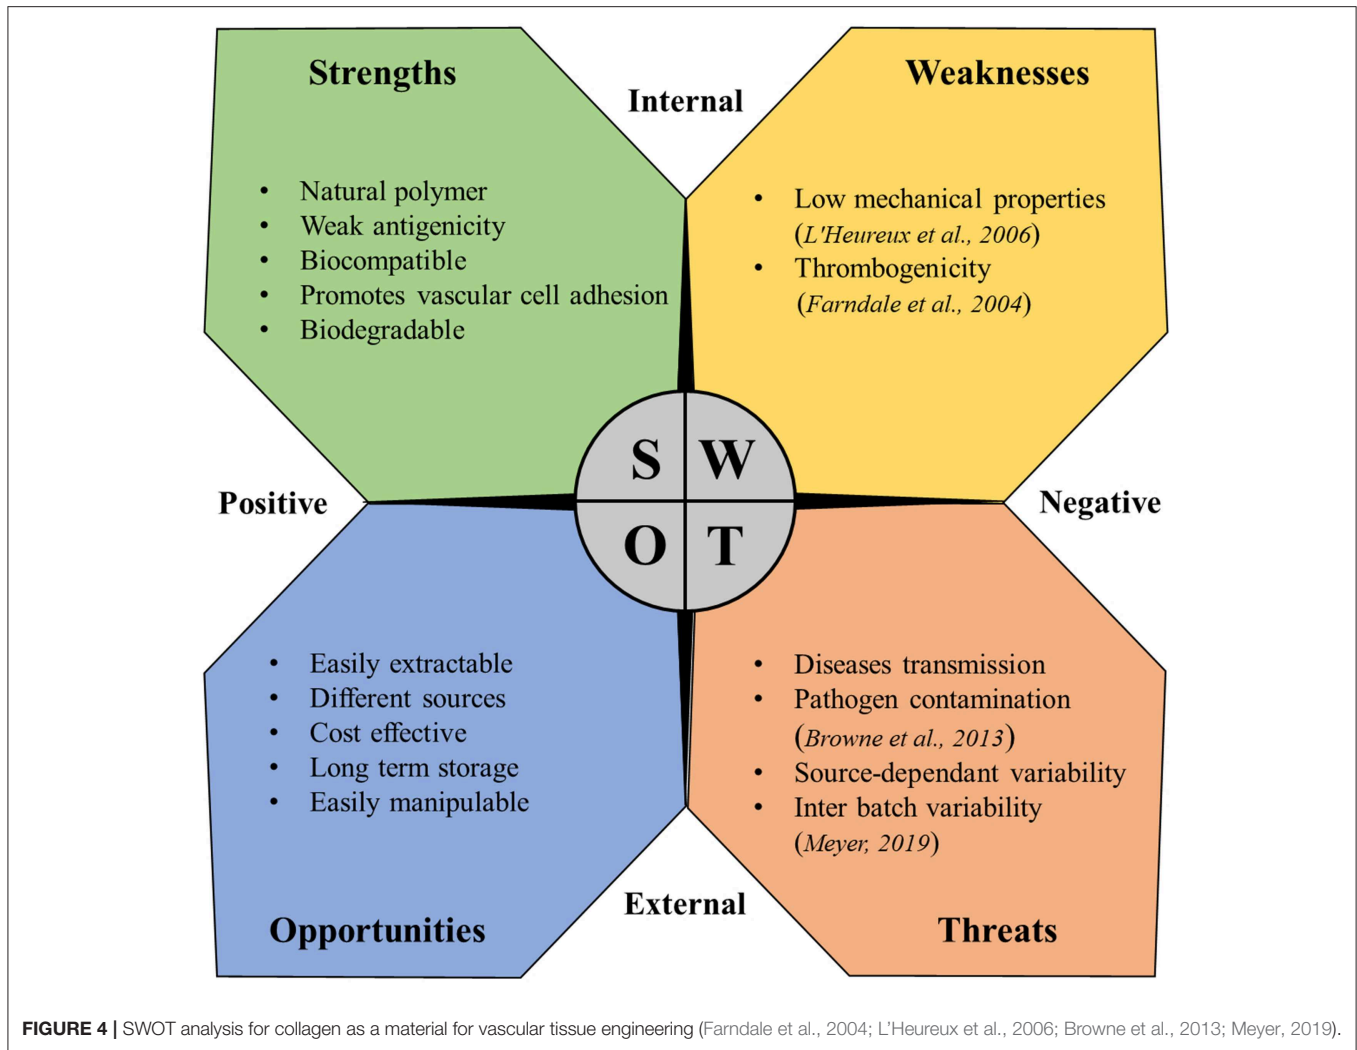 Strengths
Weaknesses
Internal
• Natural polymer
• Weak antigenicity
• Biocompatible
• Promotes vascular cell adhesion
• Biodegradable
• Low mechanical properties
(L'Heureux et al., 2006)
• Thrombogenicity
(Farndale et al., 2004)
S W
Positive
Negative
O T
• Easily extractable
• Different sources
• Cost effective
• Long term storage
• Easily manipulable
• Diseases transmission
• Pathogen contamination
(Browne et al., 2013)
• Source-dependant variability
• Inter batch variability
(Meyer, 2019)
External
Opportunities
Threats
FIGURE 4 | SWOT analysis for collagen as a material for vascular tissue engineering (Farndale et al., 2004; L'Heureux et al., 2006; Browne et al., 2013; Meyer, 2019).